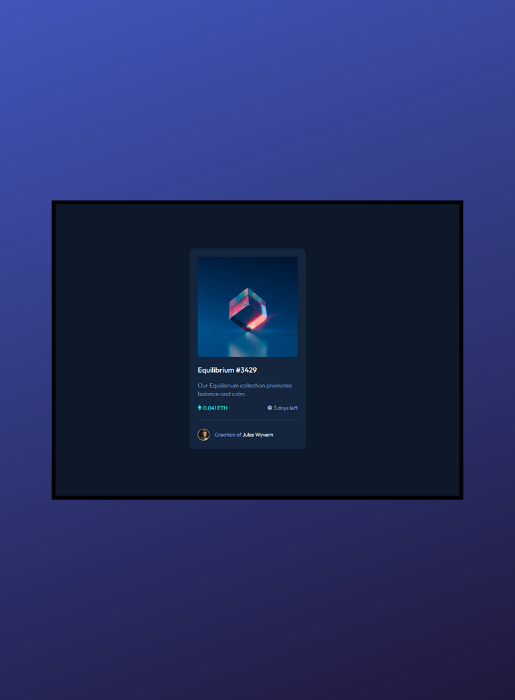 Equilibrium #3429
Our Equilibrium collection promotes
balance and calm.
0.041 ETH
3 days left
Creation of Jules Wyvern